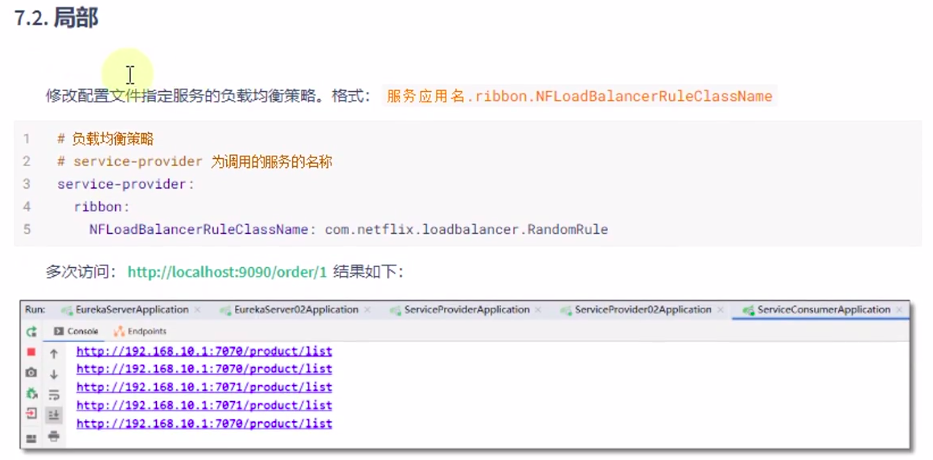 7.2. 局部
修改配置文件指定服务的负载均衡策略。格式： 服务应用名.ribbon.NFLoadBalancerRuleClassName
1 # 负载均衡策略
2 # service-provider 为调用的服务的名称
3 service-provider:
4 ribbon:
5 NFLoadBalancerRuleClassName: com.netflix.loadbalancer.RandomRule
多次访问： http://localhost:9090/order/1 结果如下：
Run: EurekaServerApplication × EurekaServer02Application × ServiceProviderApplication × ServiceProvider02Application × ServiceConsumerApplication ×
Console Endpoints
http://192.168.10.1:7070/product/list
http://192.168.10.1:7070/product/list
http://192.168.10.1:7071/product/list
http://192.168.10.1:7071/product/list
http://192.168.10.1:7070/product/list